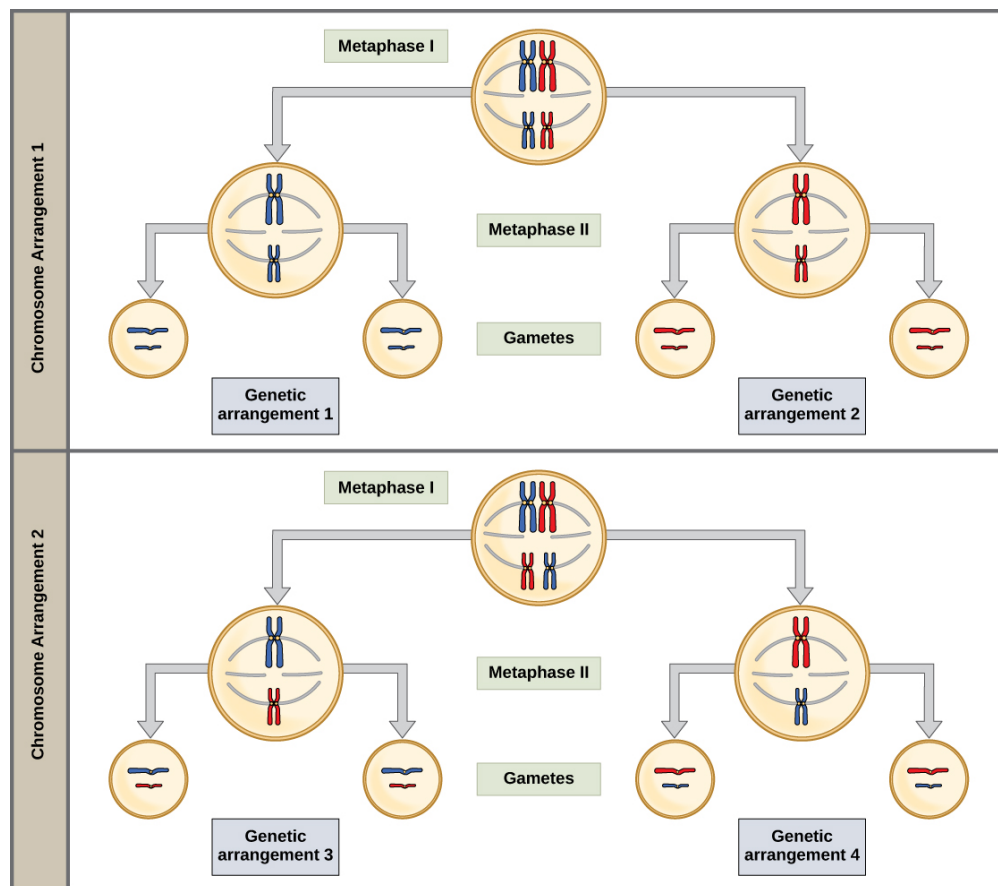 Chromosome Arrangement 1
Metaphase I
Metaphase II
Gametes
Genetic
arrangement 1
Genetic
arrangement 2
Chromosome Arrangement 2
Metaphase I
Metaphase II
Gametes
Genetic
arrangement 3
Genetic
arrangement 4